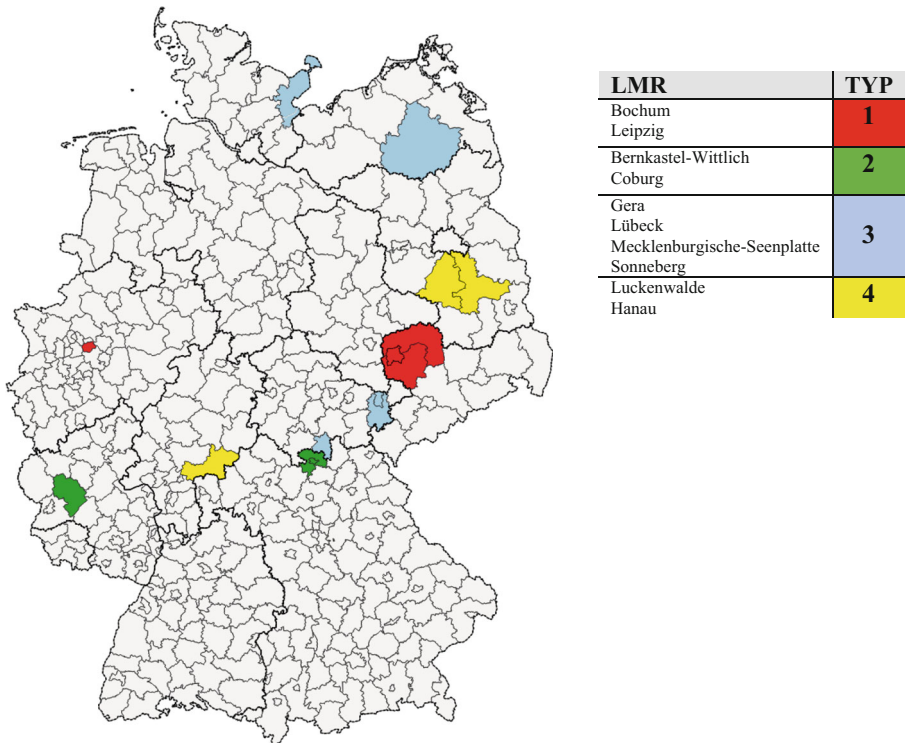 LMR TYP
Bochum
Leipzig
1
Bernkastel-Wittlich
Coburg
2
Gera
Lübeck
Mecklenburgische-Seenplatte
Sonneberg
3
Luckenwalde
Hanau
4